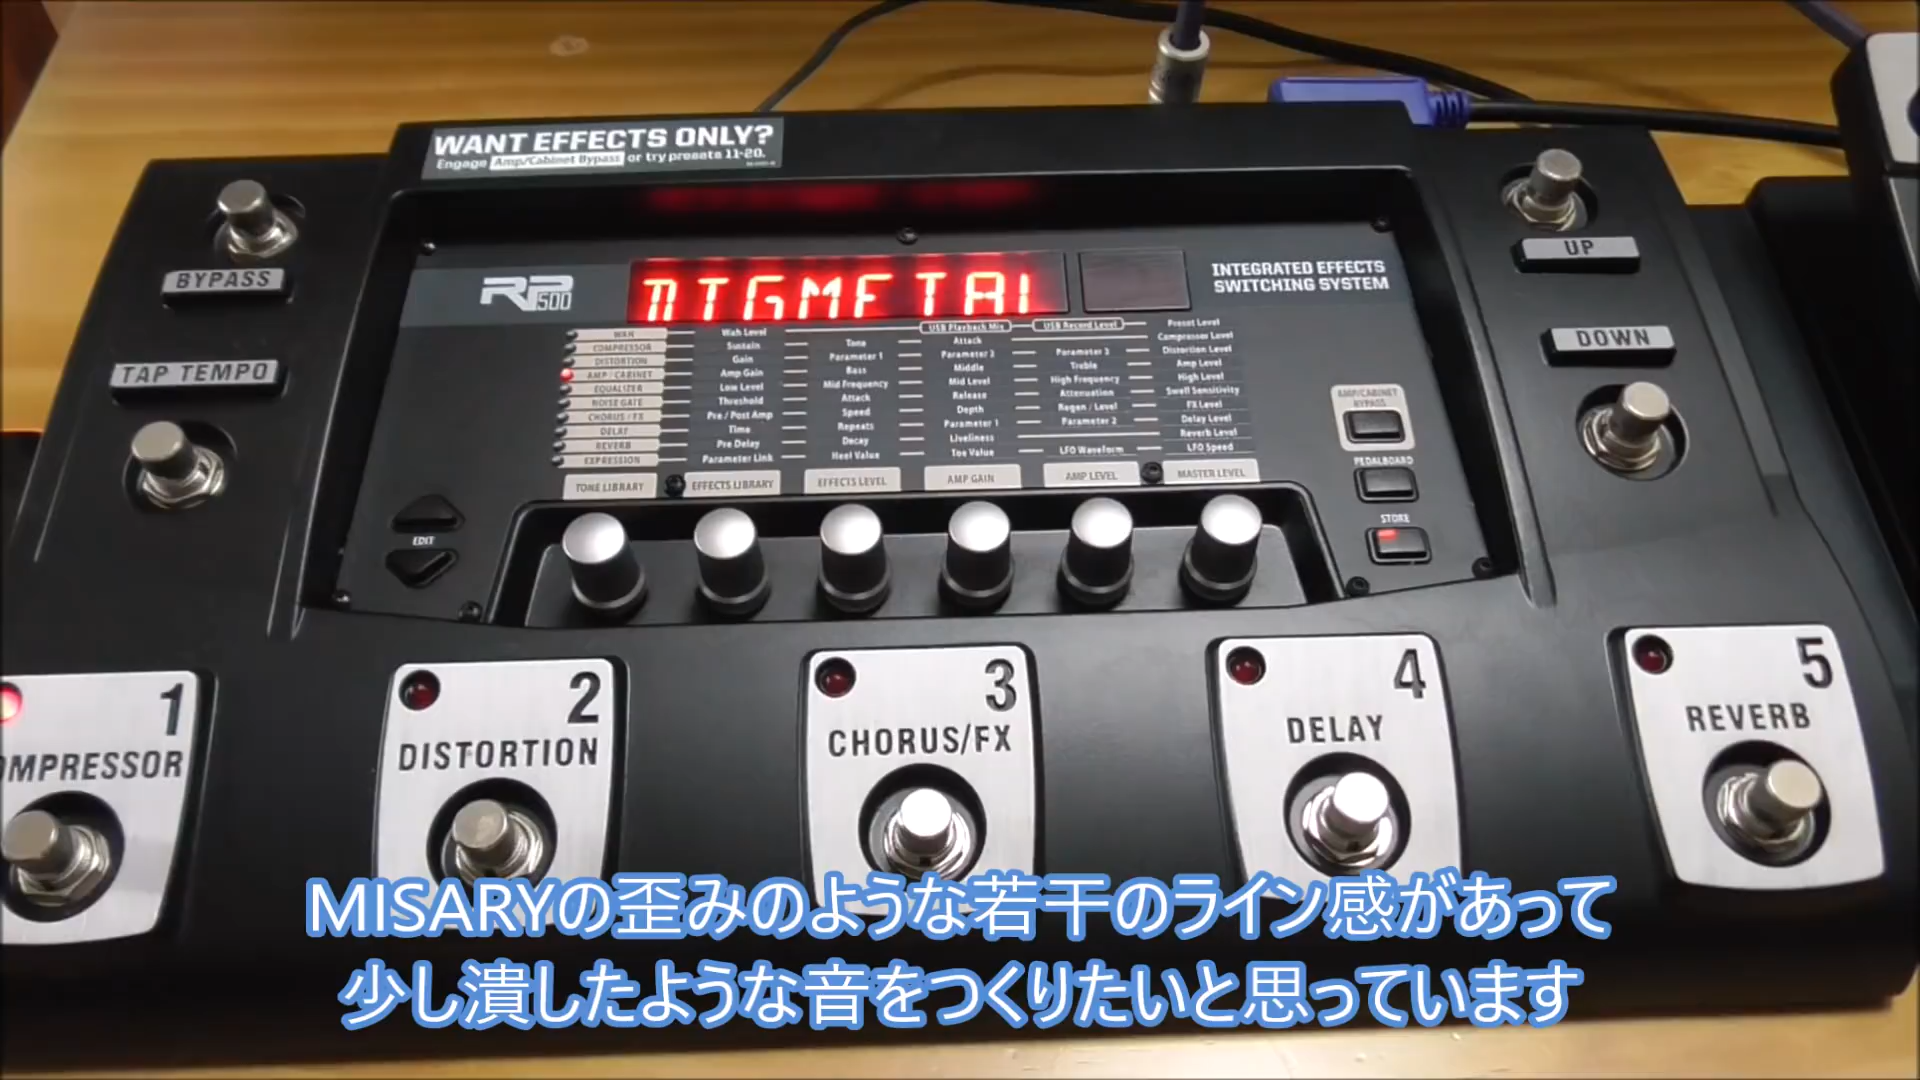 WANT EFFECTS ONLY?
Engage Amp/Cabinet Bypass or try presets 11-20.
BYPASS
UP
RP500
INTEGRATED EFFECTS
SWITCHING SYSTEM
TAP TEMPO
DOWN
USB Playback Mix USB Record Level
WAH Wah Level Preset Level
COMPRESSOR Sustain Tone Attack Compressor Level
DISTORTION Gain Parameter 1 Parameter 2 Parameter 3 Distortion Level
AMP / CABINET Amp Gain Bass Middle Treble Amp Level
EQUALIZER Low Level Mid Frequency Mid Level High Frequency High Level
NOISE GATE Threshold Attack Release Attenuation Swell Sensitivity
CHORUS / FX Pre / Post Amp Speed Depth Regen / Level FX Level
DELAY Time Repeats Parameter 1 Parameter 2 Delay Level
REVERB Pre Delay Decay Liveliness Reverb Level
EXPRESSION Parameter Link Heel Value Toe Value LFO Waveform LFO Speed
AMP/CABINET
BYPASS
PEDALBOARD
STORE
TONE LIBRARY EFFECTS LIBRARY EFFECTS LEVEL AMP GAIN AMP LEVEL MASTER LEVEL
EDIT
1
OMPRESSOR
2
DISTORTION
3
CHORUS/FX
4
DELAY
5
REVERB
MISARYの歪みのような若干のライン感があって
少し潰したような音をつくりたいと思っています